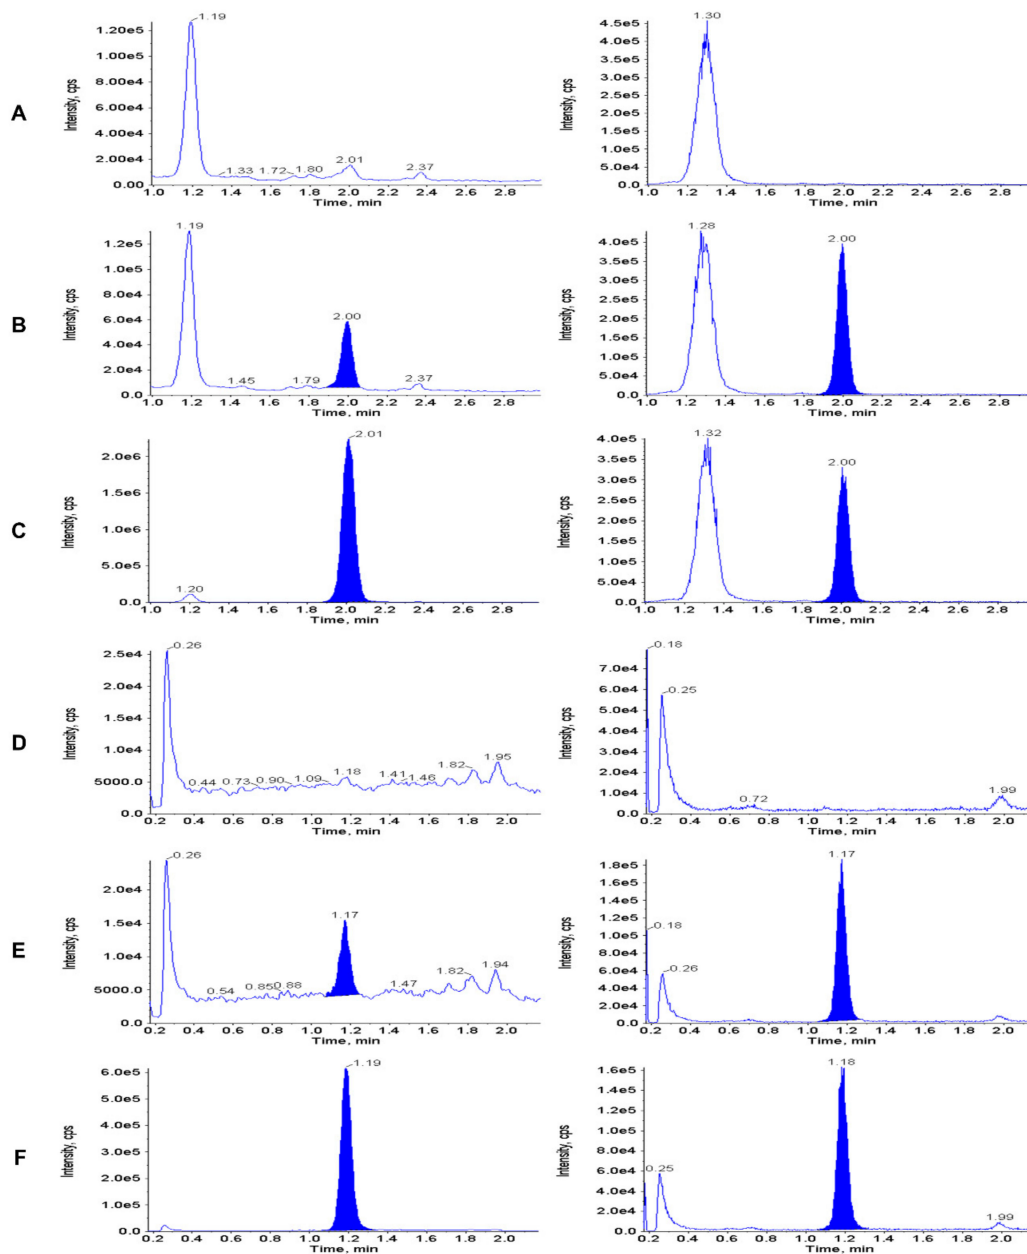 A
Intensity, cps
1.20e5
1.00e5
8.00e4
6.00e4
4.00e4
2.00e4
0.00
1.19
1.33
1.72
1.80
2.01
2.37
1.0 1.2 1.4 1.6 1.8 2.0 2.2 2.4 2.6 2.8
Time, min
Intensity, cps
4.5e5
4.0e5
3.5e5
3.0e5
2.5e5
2.0e5
1.5e5
1.0e5
5.0e4
0.0
1.30
1.0 1.2 1.4 1.6 1.8 2.0 2.2 2.4 2.6 2.8
Time, min
B
Intensity, cps
1.2e5
1.0e5
8.0e4
6.0e4
4.0e4
2.0e4
0.0
1.19
1.45
1.79
2.00
2.37
1.0 1.2 1.4 1.6 1.8 2.0 2.2 2.4 2.6 2.8
Time, min
Intensity, cps
4.0e5
3.5e5
3.0e5
2.5e5
2.0e5
1.5e5
1.0e5
5.0e4
0.0
1.28
2.00
1.0 1.2 1.4 1.6 1.8 2.0 2.2 2.4 2.6 2.8
Time, min
C
Intensity, cps
2.0e6
1.5e6
1.0e6
5.0e5
0.0
1.20
2.01
1.0 1.2 1.4 1.6 1.8 2.0 2.2 2.4 2.6 2.8
Time, min
Intensity, cps
4.0e5
3.5e5
3.0e5
2.5e5
2.0e5
1.5e5
1.0e5
5.0e4
0.0
1.32
2.00
1.0 1.2 1.4 1.6 1.8 2.0 2.2 2.4 2.6 2.8
Time, min
D
Intensity, cps
2.5e4
2.0e4
1.5e4
1.0e4
5000.0
0.0
0.26
0.44
0.73
0.90
1.09
1.18
1.41
1.46
1.82
1.95
0.2 0.4 0.6 0.8 1.0 1.2 1.4 1.6 1.8 2.0
Time, min
Intensity, cps
7.0e4
6.0e4
5.0e4
4.0e4
3.0e4
2.0e4
1.0e4
0.0
0.18
0.25
0.72
1.99
0.2 0.4 0.6 0.8 1.0 1.2 1.4 1.6 1.8 2.0
Time, min
E
Intensity, cps
2.0e4
1.5e4
1.0e4
5000.0
0.0
0.26
0.54
0.85
0.88
1.17
1.47
1.82
1.94
0.2 0.4 0.6 0.8 1.0 1.2 1.4 1.6 1.8 2.0
Time, min
Intensity, cps
1.8e5
1.6e5
1.4e5
1.2e5
1.0e5
8.0e4
6.0e4
4.0e4
2.0e4
0.0
0.18
0.26
1.17
0.2 0.4 0.6 0.8 1.0 1.2 1.4 1.6 1.8 2.0
Time, min
F
Intensity, cps
6.0e5
5.0e5
4.0e5
3.0e5
2.0e5
1.0e5
0.0
1.19
0.2 0.4 0.6 0.8 1.0 1.2 1.4 1.6 1.8 2.0
Time, min
Intensity, cps
1.6e5
1.4e5
1.2e5
1.0e5
8.0e4
6.0e4
4.0e4
2.0e4
0.0
0.25
1.18
1.99
0.2 0.4 0.6 0.8 1.0 1.2 1.4 1.6 1.8 2.0
Time, min